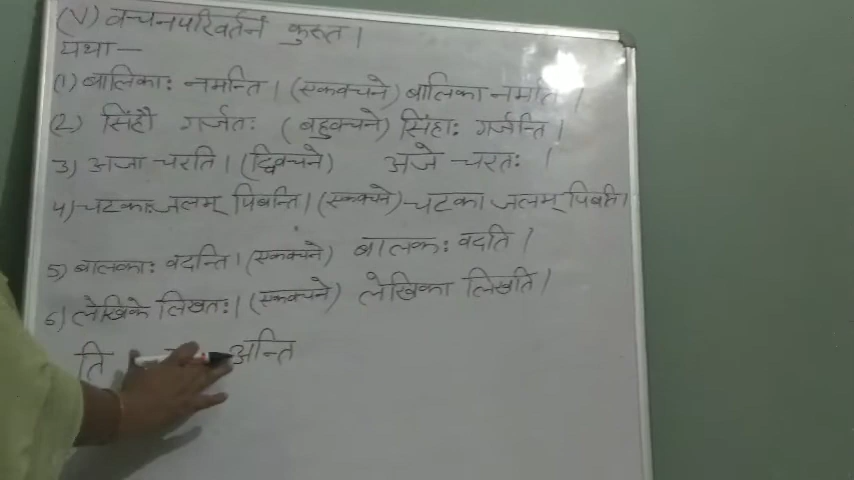 (V) वचनपरिवर्तनं कुरुत।
यथा—
(1) बालिकाः नमन्ति। (एकवचने) बालिका नमति।
(2) सिंहौ गर्जतः (बहुवचने) सिंहाः गर्जन्ति।
3) अजा चरति। (द्विवचने) अजे चरतः।
4) चटकाः जलम् पिबन्ति। (एकवचने) - चटका जलम् पिबति।
5) बालकाः वदन्ति। (एकवचने) बालकः वदति।
6) लेखिके लिखतः। (एकवचने) लेखिका लिखति।
ति अन्ति